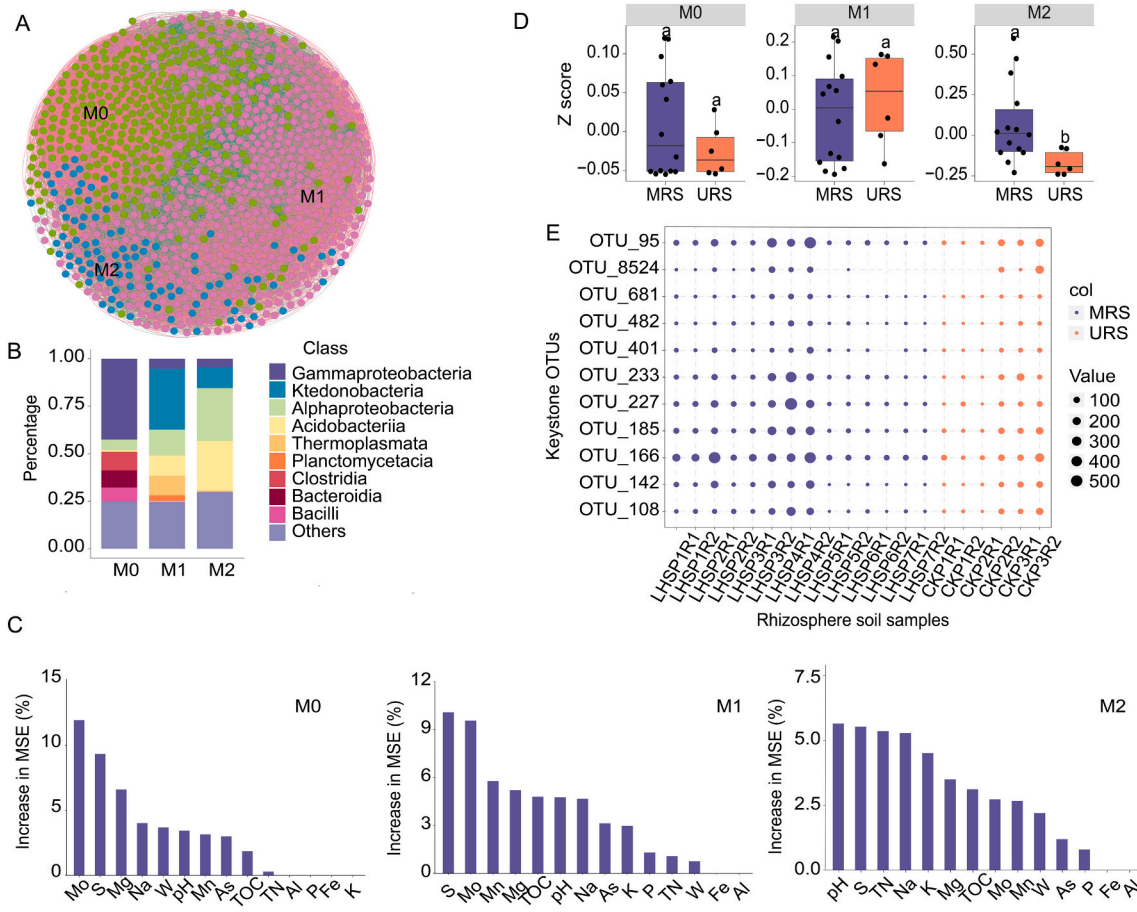 A
M0
M1
M2
B
Percentage
1.00
0.75
0.50
0.25
0.00
M0 M1 M2
Class
Gammaproteobacteria
Ktedonobacteria
Alphaproteobacteria
Acidobacteriia
Thermoplasmata
Planctomycetacia
Clostridia
Bacteroidia
Bacilli
Others
D
M0 M1 M2
Z score
0.10
0.05
0.00
−0.05
a a
MRS URS
0.2
0.1
0.0
−0.1
−0.2
a a
MRS URS
0.50
0.25
0.00
−0.25
a b
MRS URS
E
Keystone OTUs
OTU_95
OTU_8524
OTU_681
OTU_482
OTU_401
OTU_233
OTU_227
OTU_185
OTU_166
OTU_142
OTU_108
LHSP1R1
LHSP1R2
LHSP2R1
LHSP2R2
LHSP3R1
LHSP3R2
LHSP4R1
LHSP4R2
LHSP5R1
LHSP5R2
LHSP6R1
LHSP6R2
LHSP7R1
LHSP7R2
CKP1R1
CKP1R2
CKP2R1
CKP2R2
CKP3R1
CKP3R2
Rhizosphere soil samples
col
MRS
URS
Value
100
200
300
400
500
C
Increase in MSE (%)
15
10
5
0
M0
Mo S Mg Na W pH Mn As TOC TN Al P Fe K
Increase in MSE (%)
12
9
6
3
0
M1
S Mo Mn Mg TOC pH Na As K P TN W Fe Al
Increase in MSE (%)
7.5
5.0
2.5
0.0
M2
pH S TN Na K Mg TOC Mo Mn W As P Fe Al